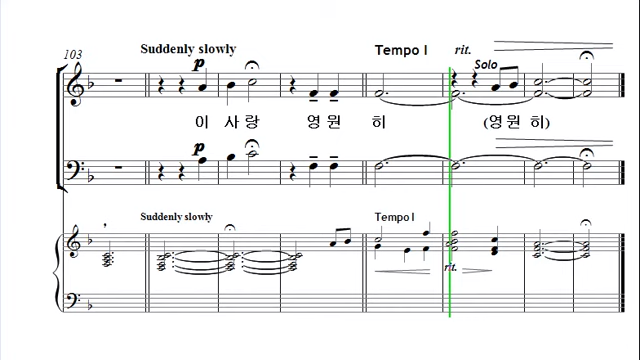 103
Suddenly slowly
Tempo I
rit.
p
Solo
이 사랑 영원 히 (영원 히)
p
Suddenly slowly
Tempo I
rit.